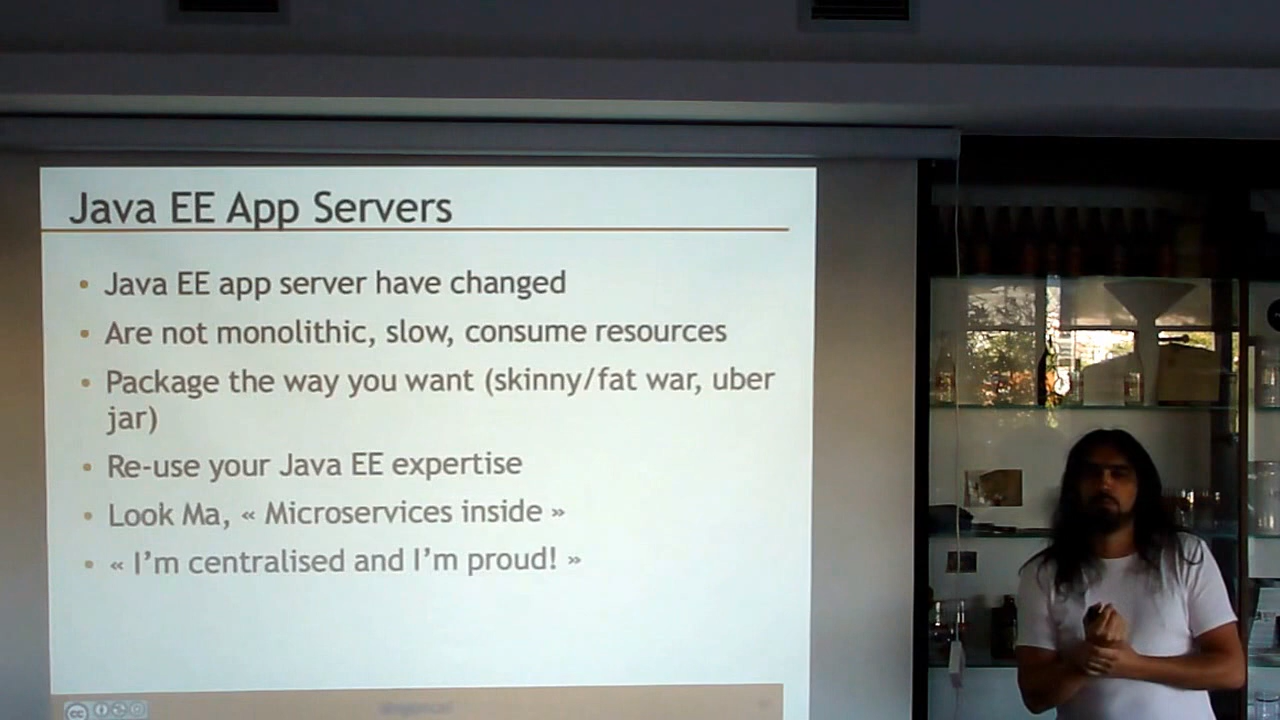 Java EE App Servers
• Java EE app server have changed
• Are not monolithic, slow, consume resources
• Package the way you want (skinny/fat war, uber
jar)
• Re-use your Java EE expertise
• Look Ma, « Microservices inside »
• « I'm centralised and I'm proud! »
cc